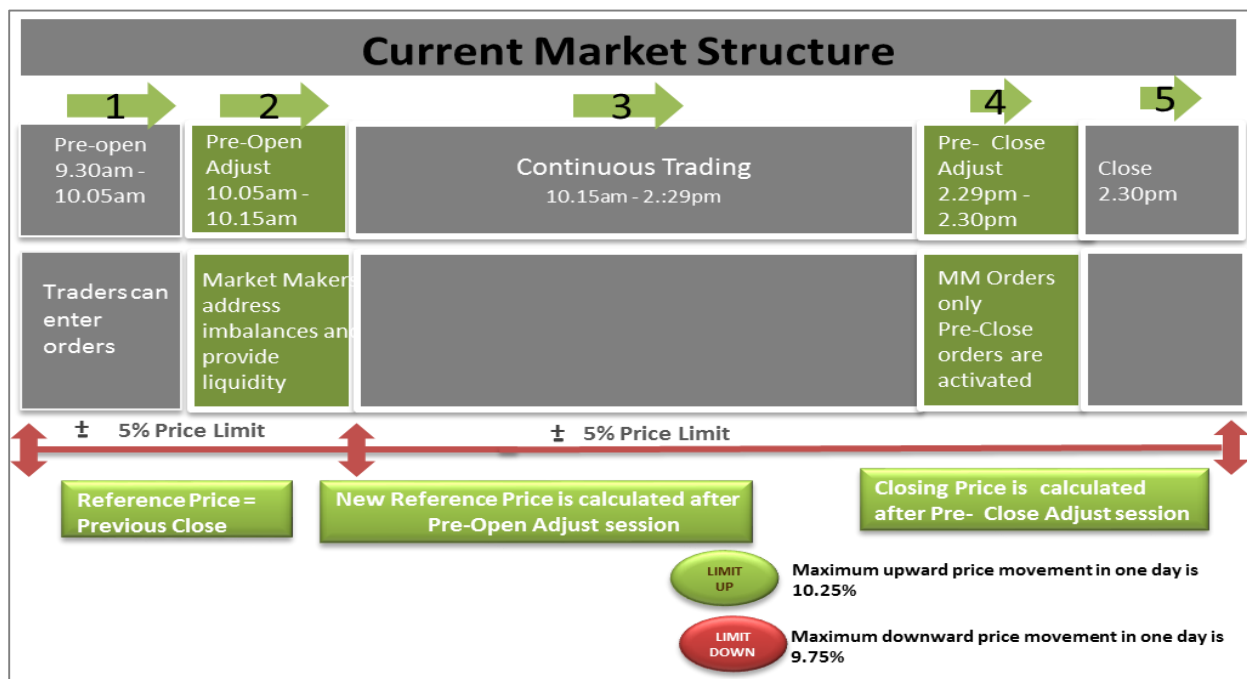 Current Market Structure
1
2
3
4
5
Pre-open
9.30am -
10.05am
Pre-Open
Adjust
10.05am -
10.15am
Continuous Trading
10.15am - 2.:29pm
Pre- Close
Adjust
2.29pm -
2.30pm
Close
2.30pm
Traders can
enter
orders
Market Makers
address
imbalances and
provide
liquidity
MM Orders
only
Pre-Close
orders are
activated
± 5% Price Limit
± 5% Price Limit
Reference Price =
Previous Close
New Reference Price is calculated after
Pre-Open Adjust session
Closing Price is calculated
after Pre- Close Adjust session
LIMIT
UP
Maximum upward price movement in one day is
10.25%
LIMIT
DOWN
Maximum downward price movement in one day is
9.75%